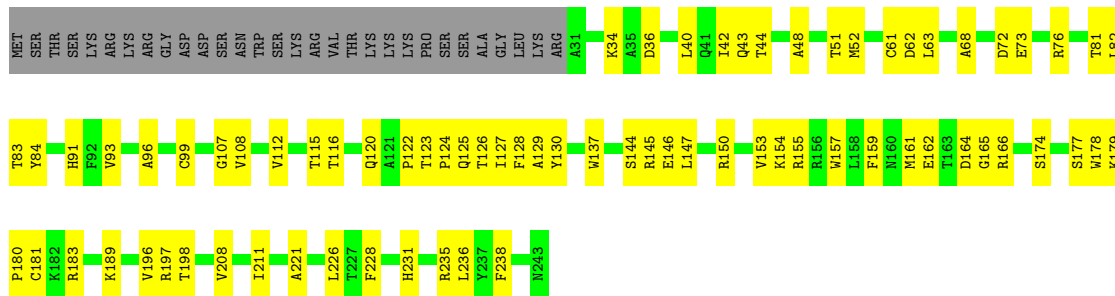 MET SER THR SER LYS LYS ARG GLY ASP ASP SER ASN TRP SER LYS ARG VAL THR LYS LYS LYS PRO SER SER ALA GLY LEU LYS ARG A31 K34 A35 D36 L40 Q41 I42 Q43 T44 A48 T51 M52 C61 D62 L63 A68 D72 E73 R76 T81 I82
T83 Y84 H91 F92 V93 A96 C99 G107 V108 V112 T115 T116 Q120 A121 P122 T123 P124 Q125 T126 I127 F128 A129 Y130 W137 S144 R145 E146 L147 R150 V153 K154 R155 R156 W157 L158 F159 N160 M161 E162 T163 D164 G165 R166 S174 S177 W178 K179
P180 C181 K182 R183 K189 V196 R197 T198 V208 I211 A221 L226 T227 F228 H231 R235 L236 Y237 F238 N243